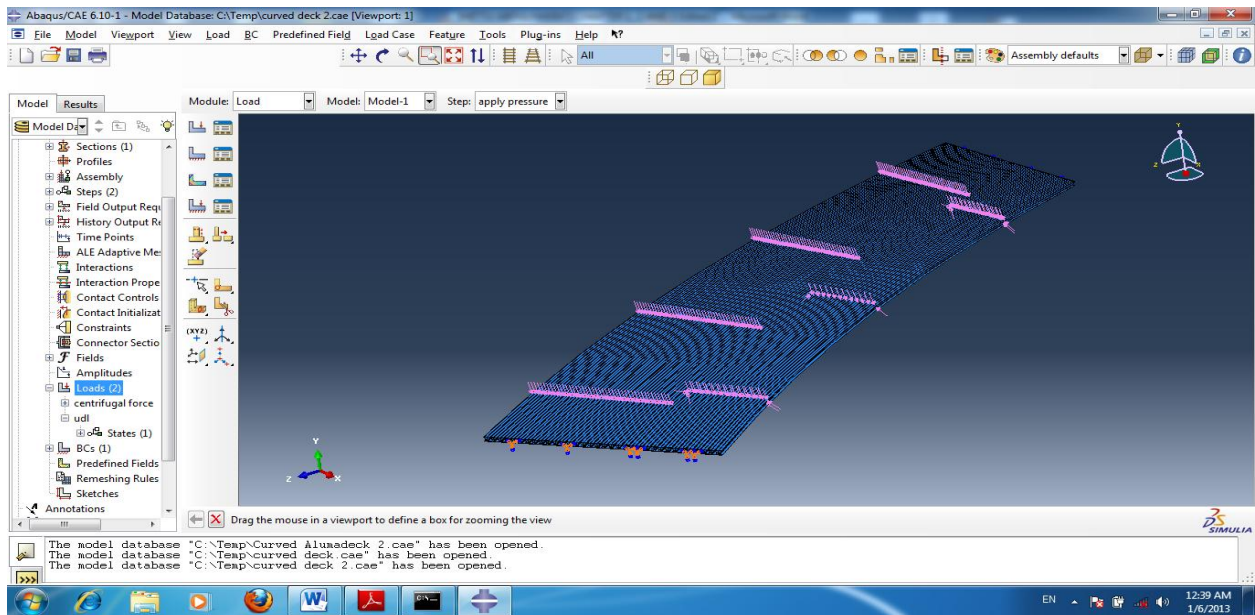 Abaqus/CAE 6.10-1 - Model Database: C:\Temp\curved deck 2.cae [Viewport: 1]
File Model Viewport View Load BC Predefined Field Load Case Feature Tools Plug-ins Help
All
Assembly defaults
Model Results
Module: Load Model: Model-1 Step: apply pressure
Model Da
Sections (1)
Profiles
Assembly
Steps (2)
Field Output Requ
History Output Re
Time Points
ALE Adaptive Me
Interactions
Interaction Prope
Contact Controls
Contact Initializat
Constraints
Connector Sectio
Fields
Amplitudes
Loads (2)
centrifugal force
udl
States (1)
BCs (1)
Predefined Fields
Remeshing Rules
Sketches
Annotations
(XYZ)
Y
Z
X
Y
Z
X
Drag the mouse in a viewport to define a box for zooming the view
SIMULIA
The model database "C:\Temp\Curved Alumadeck 2.cae" has been opened.
The model database "C:\Temp\curved deck.cae" has been opened.
The model database "C:\Temp\curved deck 2.cae" has been opened.
>>>
EN
12:39 AM
1/6/2013